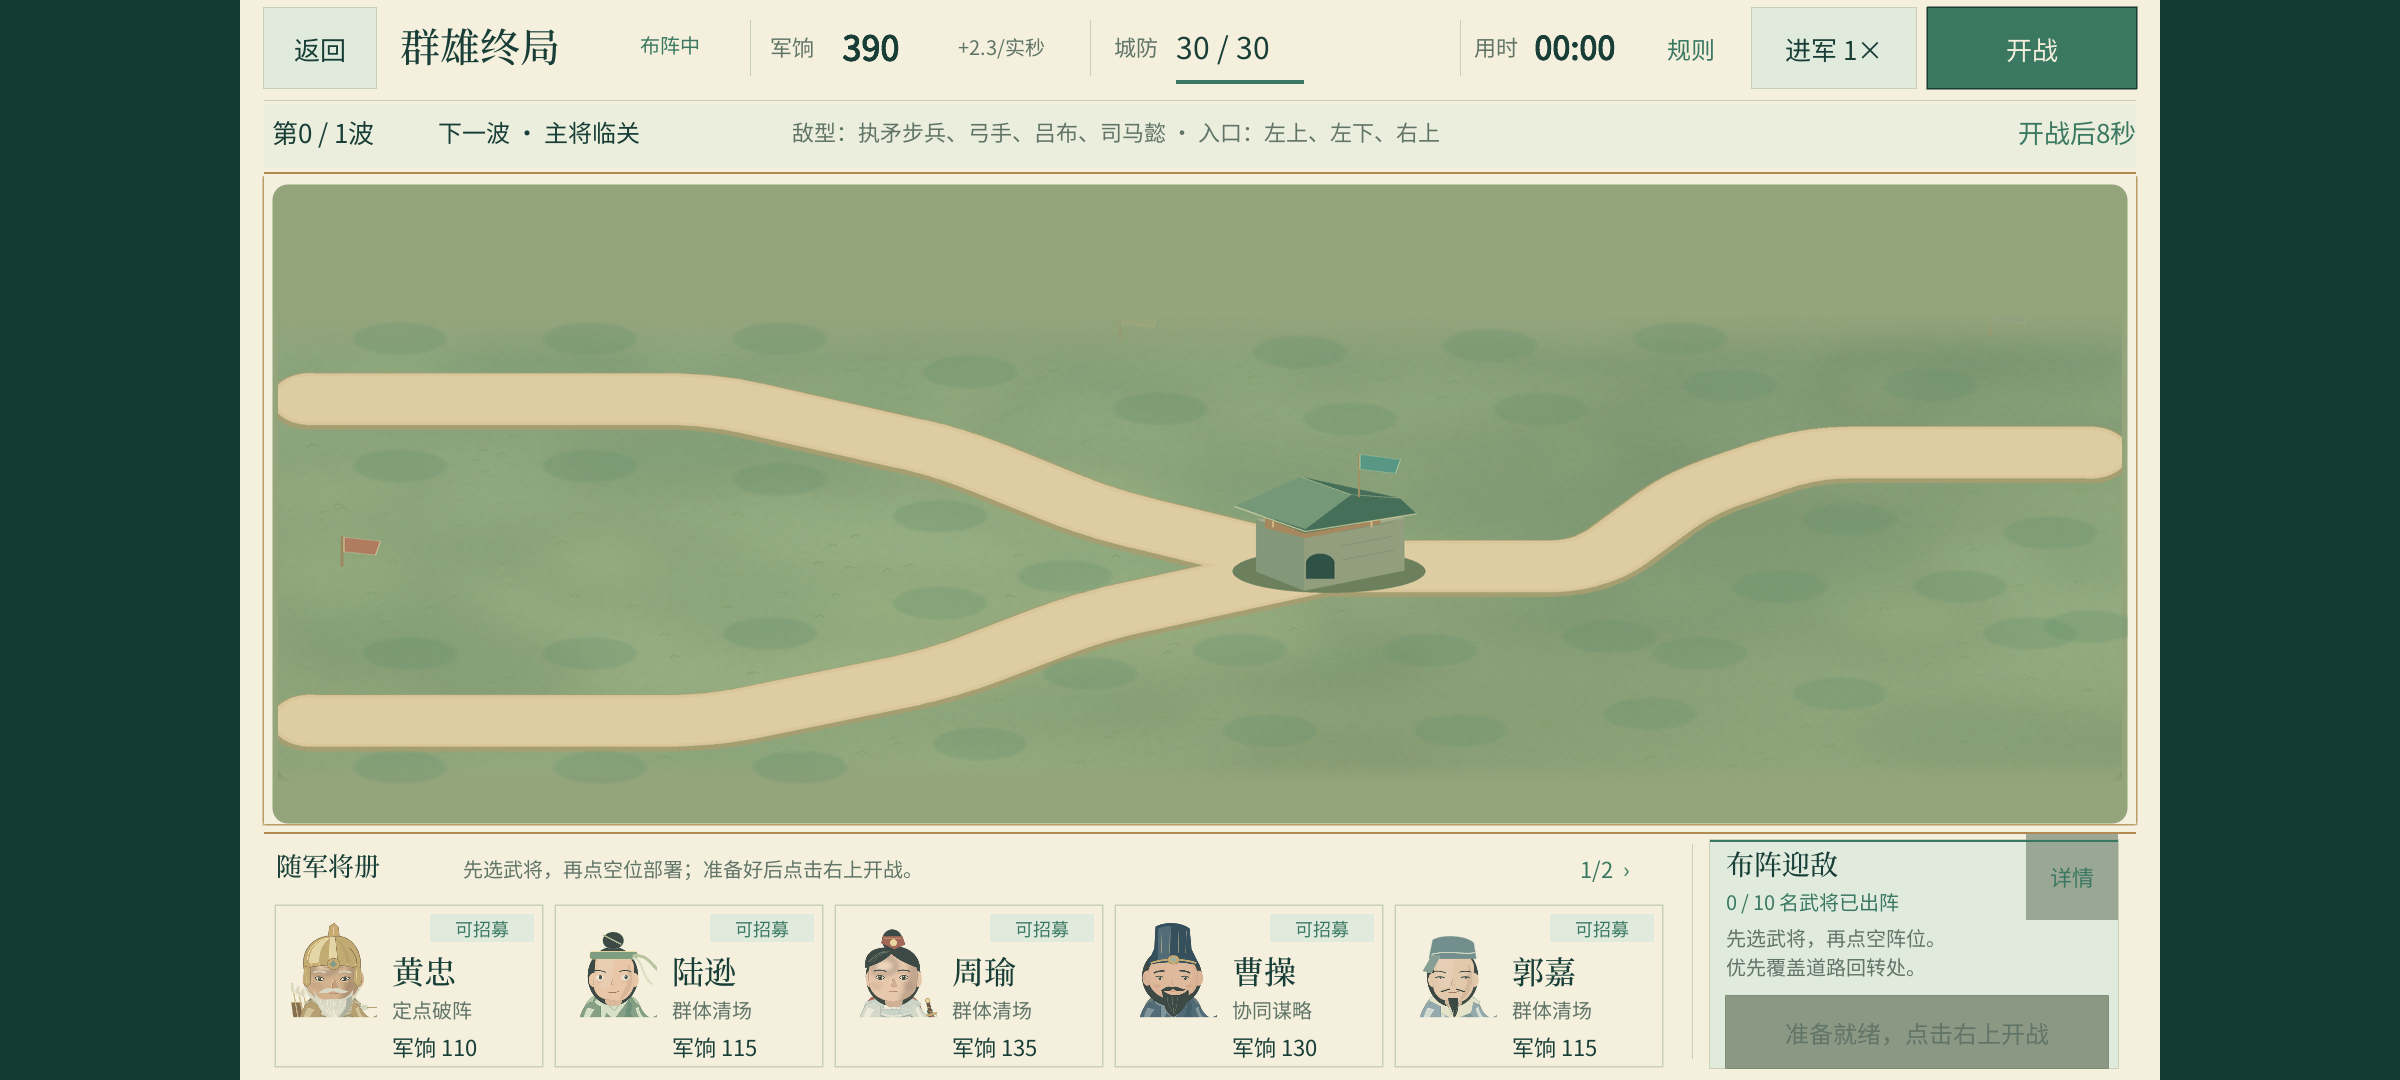 返回
群雄终局
布阵中
军饷 390
+2.3/实秒
城防 30 / 30
用时 00:00
规则
进军 1×
开战
第0 / 1波
下一波 · 主将临关
敌型：执矛步兵、弓手、吕布、司马懿 · 入口：左上、左下、右上
开战后8秒
随军将册
先选武将，再点空位部署；准备好后点击右上开战。
1/2 ›
可招募
黄忠
定点破阵
军饷 110
可招募
陆逊
群体清场
军饷 115
可招募
周瑜
群体清场
军饷 135
可招募
曹操
协同谋略
军饷 130
可招募
郭嘉
群体清场
军饷 115
布阵迎敌
详情
0 / 10 名武将已出阵
先选武将，再点空阵位。
优先覆盖道路回转处。
准备就绪，点击右上开战